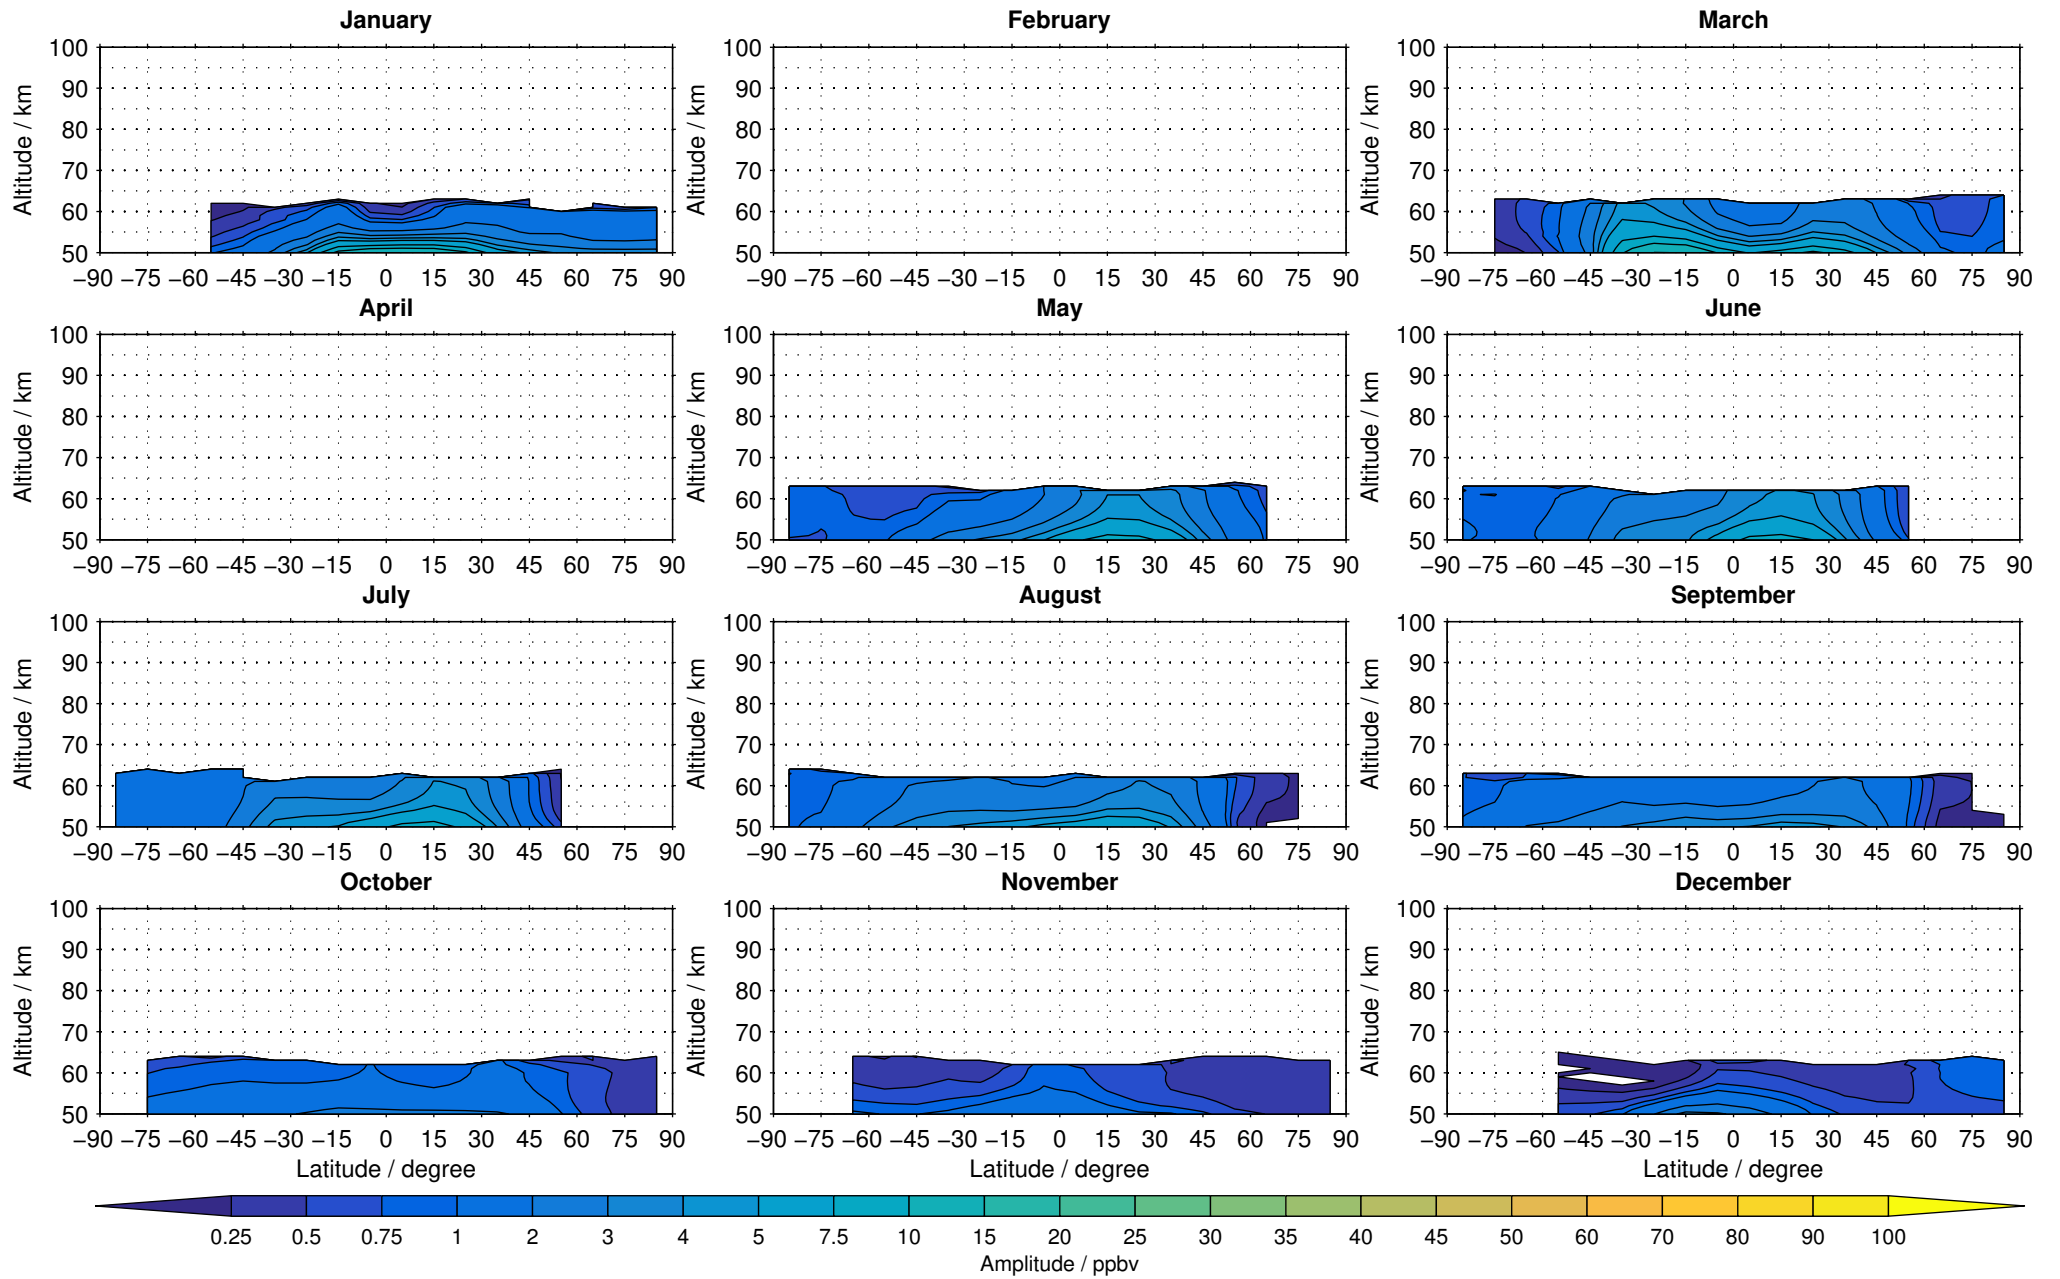 January February March
100 100 100
90 90 90
80 80 80
70 70 70
60 60 60
50 50 50
Altitude / km Altitude / km Altitude / km
−90 −75 −60 −45 −30 −15 0 15 30 45 60 75 90 −90 −75 −60 −45 −30 −15 0 15 30 45 60 75 90 −90 −75 −60 −45 −30 −15 0 15 30 45 60 75 90
April May June
100 100 100
90 90 90
80 80 80
70 70 70
60 60 60
50 50 50
Altitude / km Altitude / km Altitude / km
−90 −75 −60 −45 −30 −15 0 15 30 45 60 75 90 −90 −75 −60 −45 −30 −15 0 15 30 45 60 75 90 −90 −75 −60 −45 −30 −15 0 15 30 45 60 75 90
July August September
100 100 100
90 90 90
80 80 80
70 70 70
60 60 60
50 50 50
Altitude / km Altitude / km Altitude / km
−90 −75 −60 −45 −30 −15 0 15 30 45 60 75 90 −90 −75 −60 −45 −30 −15 0 15 30 45 60 75 90 −90 −75 −60 −45 −30 −15 0 15 30 45 60 75 90
October November December
100 100 100
90 90 90
80 80 80
70 70 70
60 60 60
50 50 50
Altitude / km Altitude / km Altitude / km
−90 −75 −60 −45 −30 −15 0 15 30 45 60 75 90 −90 −75 −60 −45 −30 −15 0 15 30 45 60 75 90 −90 −75 −60 −45 −30 −15 0 15 30 45 60 75 90
Latitude / degree Latitude / degree Latitude / degree
0.25 0.5 0.75 1 2 3 4 5 7.5 10 15 20 25 30 35 40 45 50 60 70 80 90 100
Amplitude / ppbv